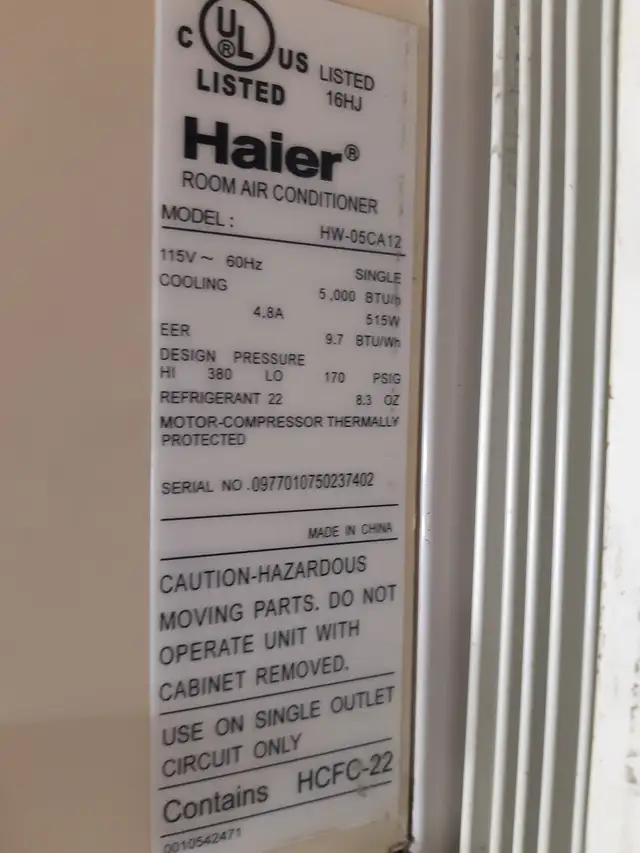 C UL ® US LISTED
LISTED 16HJ
Haier®
ROOM AIR CONDITIONER
MODEL: HW-05CA12
115V~ 60Hz SINGLE
COOLING 5,000 BTU/h
4.8A 515W
EER 9.7 BTU/Wh
DESIGN PRESSURE
HI 380 LO 170 PSIG
REFRIGERANT 22 8.3 OZ
MOTOR-COMPRESSOR THERMALLY
PROTECTED
SERIAL NO.0977010750237402
MADE IN CHINA
CAUTION-HAZARDOUS
MOVING PARTS. DO NOT
OPERATE UNIT WITH
CABINET REMOVED.
USE ON SINGLE OUTLET
CIRCUIT ONLY
Contains HCFC-22
0010542471